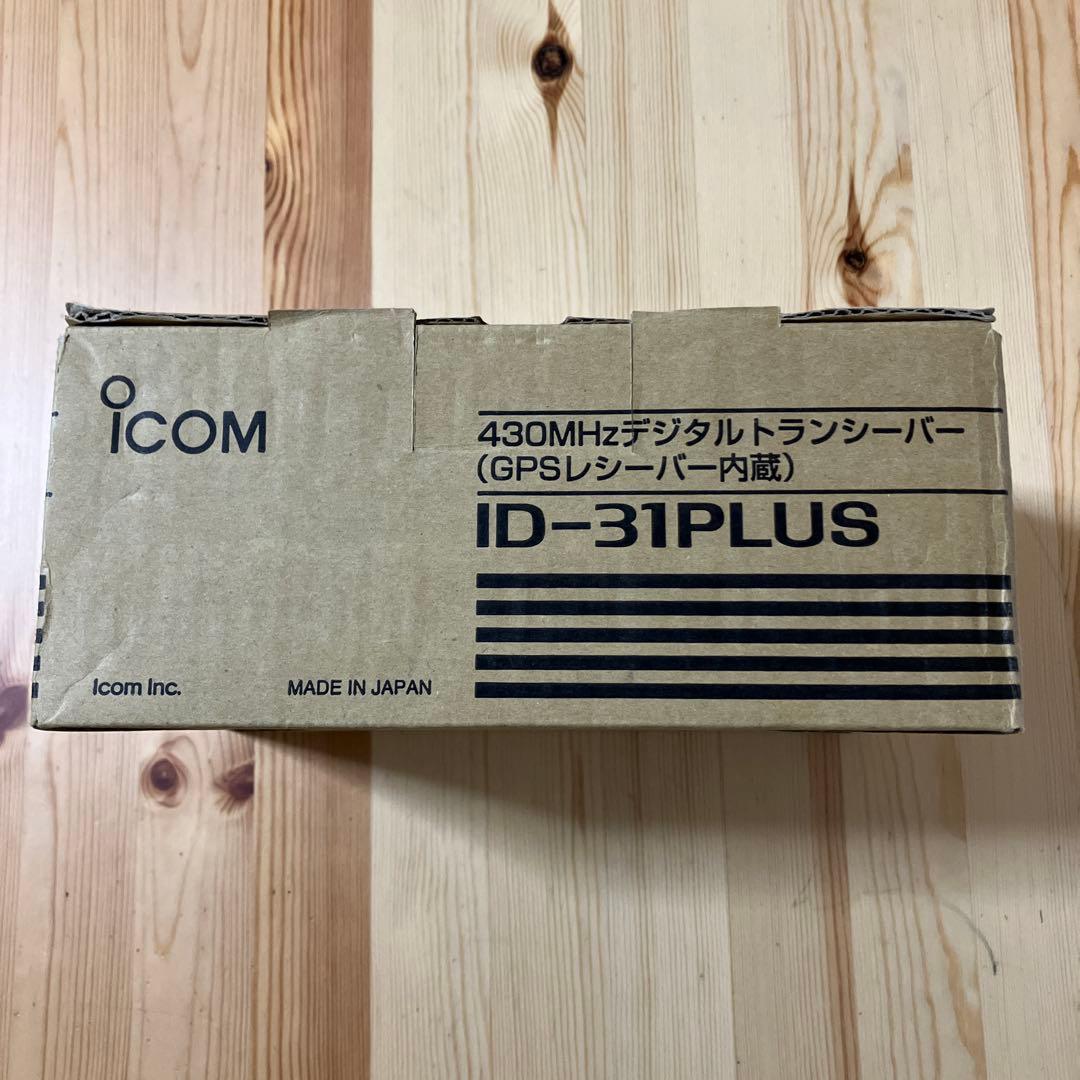 ICOM
430MHzデジタルトランシーバー
(GPSレシーバー内蔵)
ID-31PLUS
Icom Inc.
MADE IN JAPAN